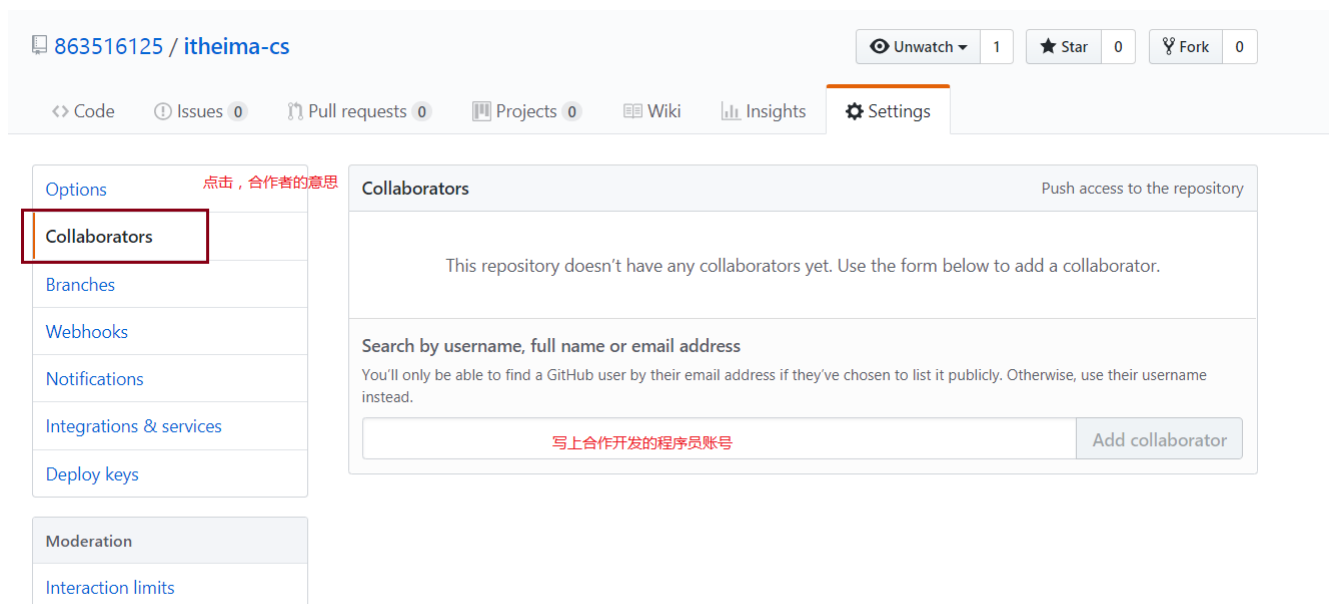 863516125 / itheima-cs
Unwatch 1 Star 0 Fork 0
Code Issues 0 Pull requests 0 Projects 0 Wiki Insights Settings
Options
点击，合作者的意思
Collaborators
Branches
Webhooks
Notifications
Integrations & services
Deploy keys
Moderation
Interaction limits
Collaborators Push access to the repository
This repository doesn't have any collaborators yet. Use the form below to add a collaborator.
Search by username, full name or email address
You'll only be able to find a GitHub user by their email address if they've chosen to list it publicly. Otherwise, use their username
instead.
写上合作开发的程序员账号 Add collaborator